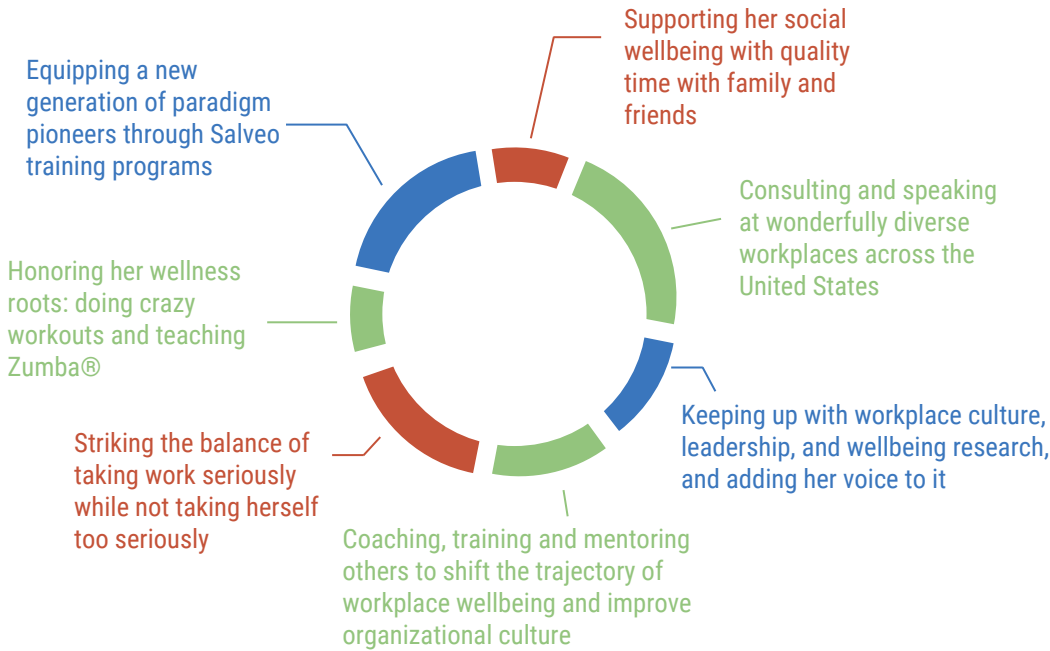 Supporting her social
wellbeing with quality
time with family and
friends
Equipping a new
generation of paradigm
pioneers through Salveo
training programs
Consulting and speaking
at wonderfully diverse
workplaces across the
United States
Honoring her wellness
roots: doing crazy
workouts and teaching
Zumba®
Keeping up with workplace culture,
leadership, and wellbeing research,
and adding her voice to it
Striking the balance of
taking work seriously
while not taking herself
too seriously
Coaching, training and mentoring
others to shift the trajectory of
workplace wellbeing and improve
organizational culture